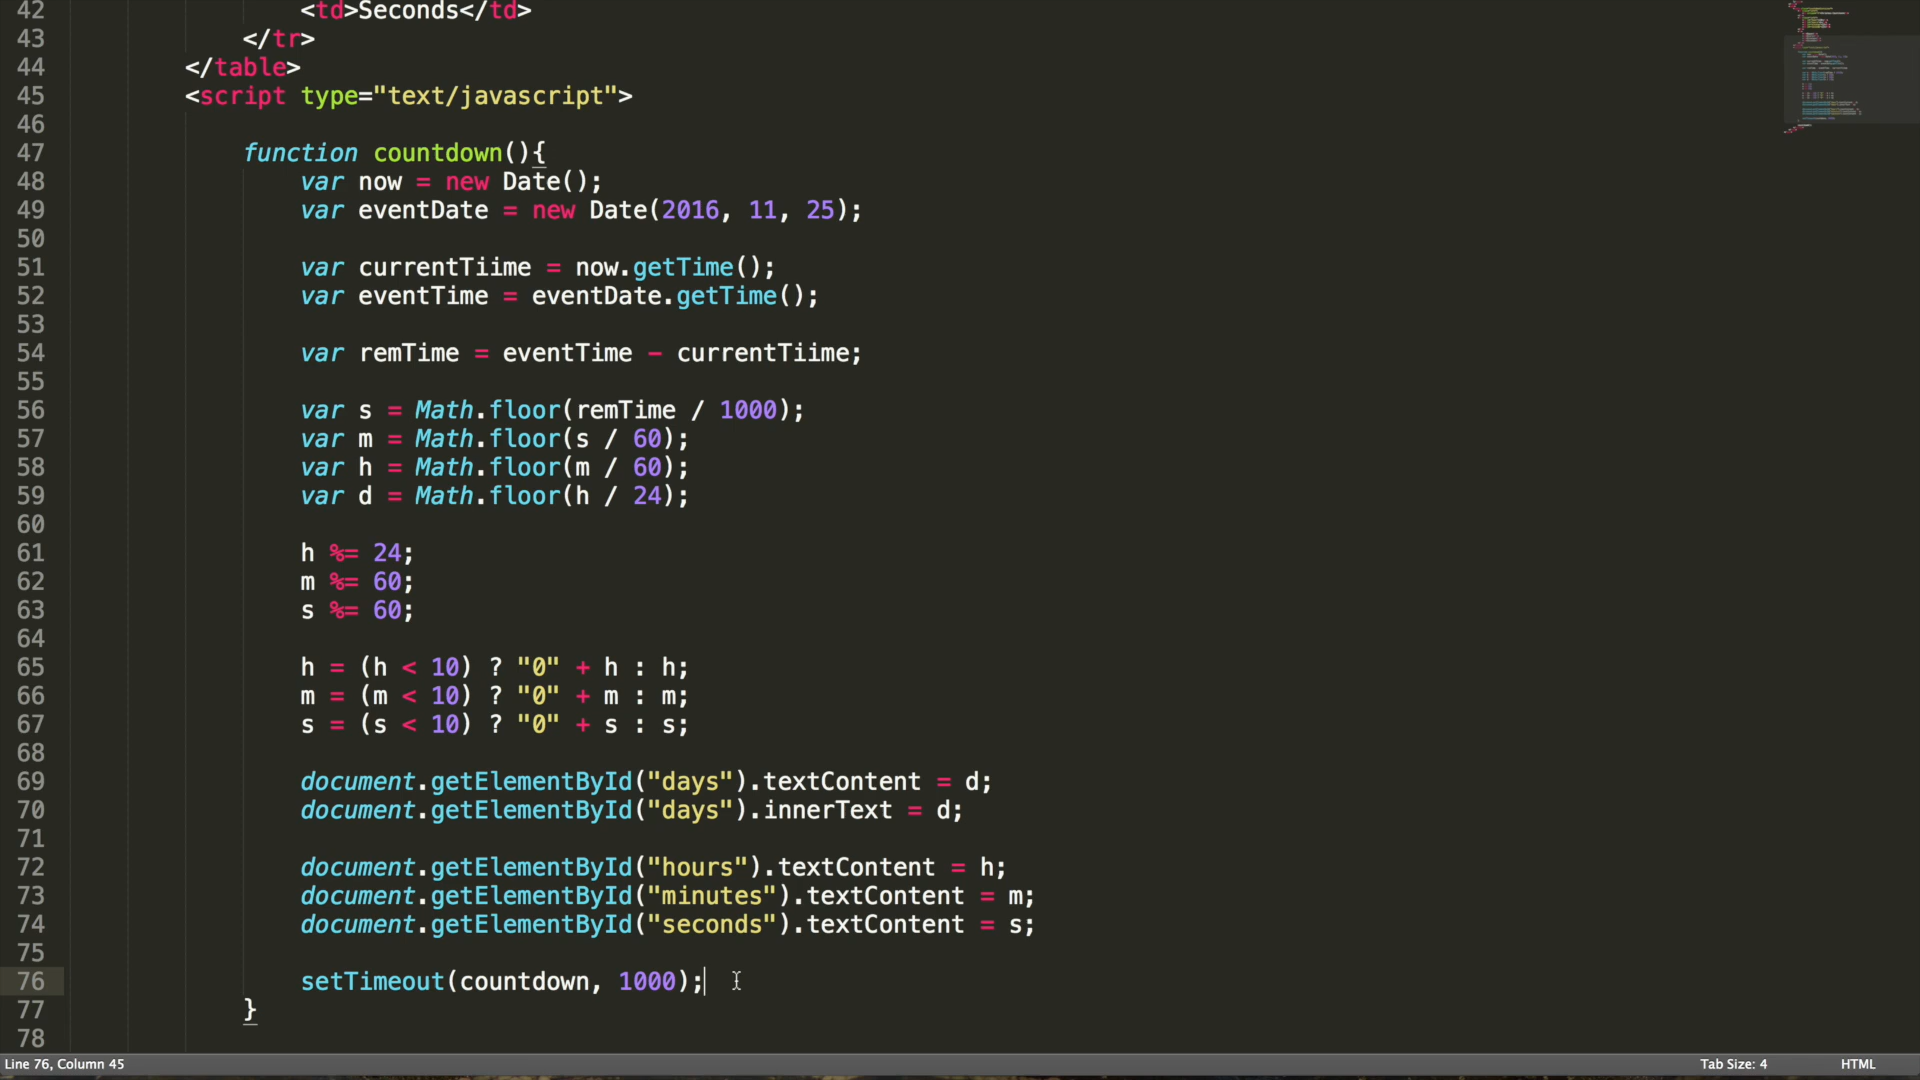 42 <td>Seconds</td>
43 </tr>
44 </table>
45 <script type="text/javascript">
46
47 function countdown(){
48 var now = new Date();
49 var eventDate = new Date(2016, 11, 25);
50
51 var currentTiime = now.getTime();
52 var eventTime = eventDate.getTime();
53
54 var remTime = eventTime - currentTiime;
55
56 var s = Math.floor(remTime / 1000);
57 var m = Math.floor(s / 60);
58 var h = Math.floor(m / 60);
59 var d = Math.floor(h / 24);
60
61 h %= 24;
62 m %= 60;
63 s %= 60;
64
65 h = (h < 10) ? "0" + h : h;
66 m = (m < 10) ? "0" + m : m;
67 s = (s < 10) ? "0" + s : s;
68
69 document.getElementById("days").textContent = d;
70 document.getElementById("days").innerText = d;
71
72 document.getElementById("hours").textContent = h;
73 document.getElementById("minutes").textContent = m;
74 document.getElementById("seconds").textContent = s;
75
76 setTimeout(countdown, 1000);
77 }
78
Line 76, Column 45 Tab Size: 4 HTML